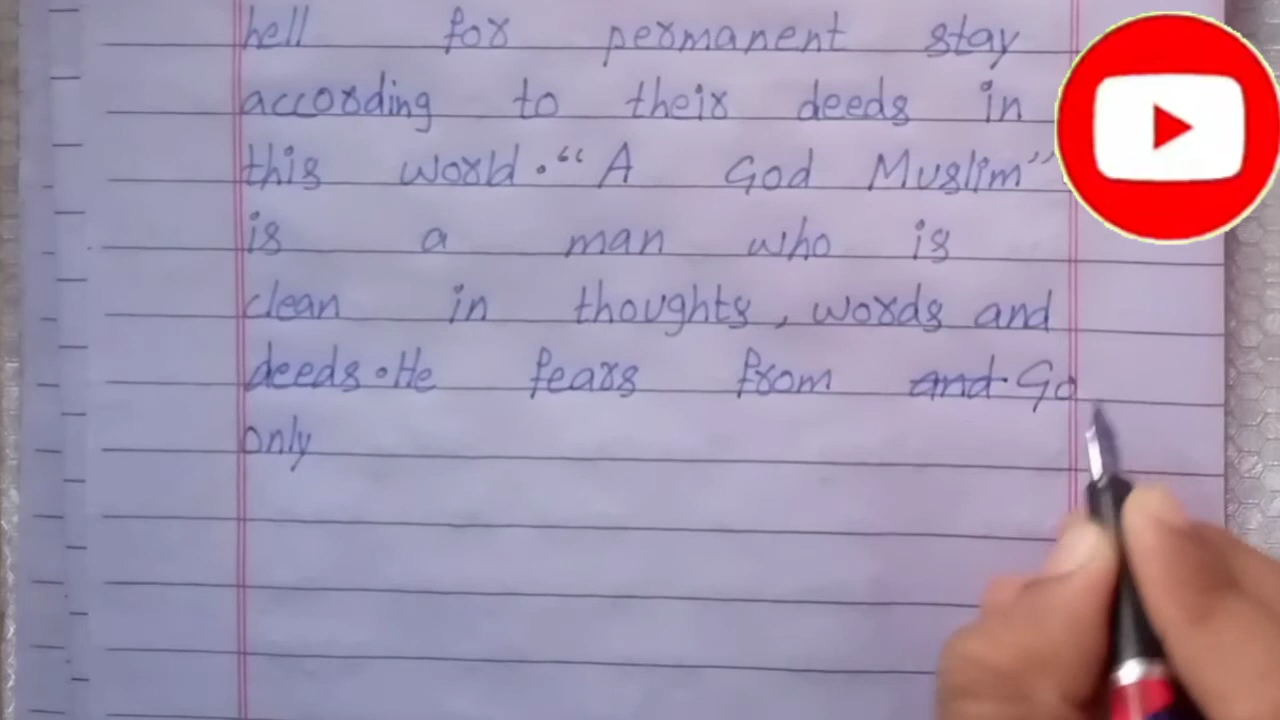 hell for permanent stay
according to their deeds in
this world. "A God Muslim"
is a man who is
clean in thoughts, words and
deeds. He fears from and Go
only